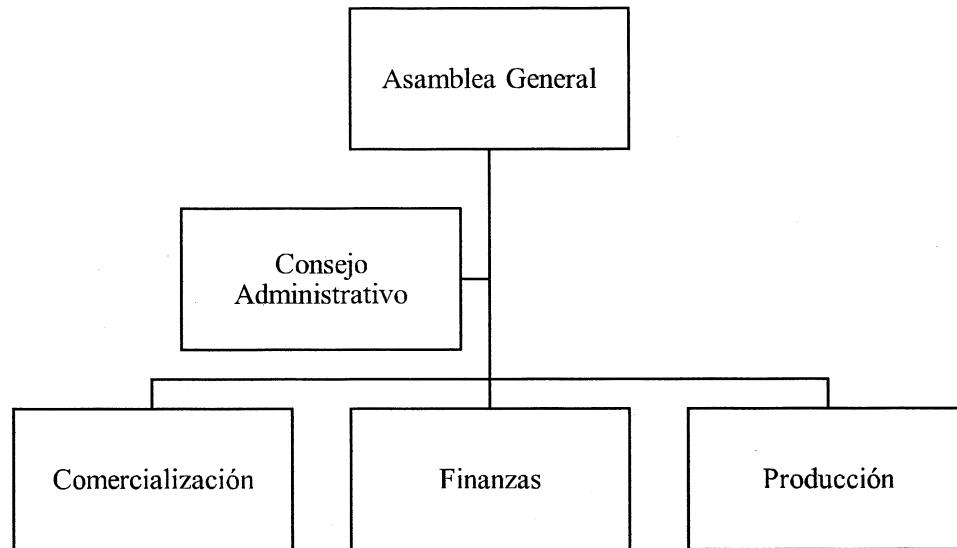 Asamblea General
Consejo
Administrativo
Comercialización
Finanzas
Producción